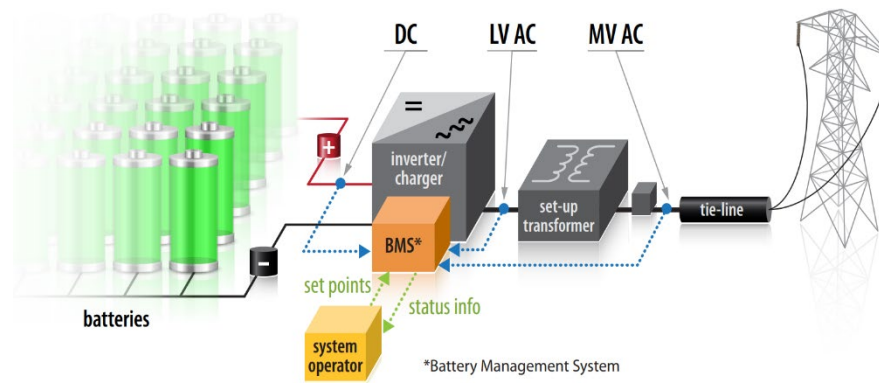 DC
LV AC
MV AC
+
=
inverter/
charger
set-up
transformer
tie-line
BMS*
-
set points
status info
batteries
system
operator
*Battery Management System